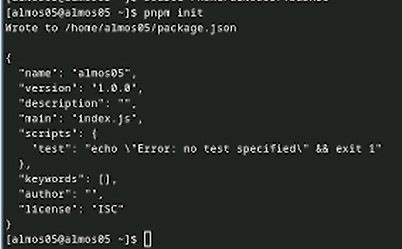 [almos05@almos05 ~]$ pnpm init
Wrote to /home/almos05/package.json

{
  "name": "almos05",
  "version": "1.0.0",
  "description": "",
  "main": "index.js",
  "scripts": {
    "test": "echo \"Error: no test specified\" && exit 1"
  },
  "keywords": [],
  "author": "",
  "license": "ISC"
}
[almos05@almos05 ~]$